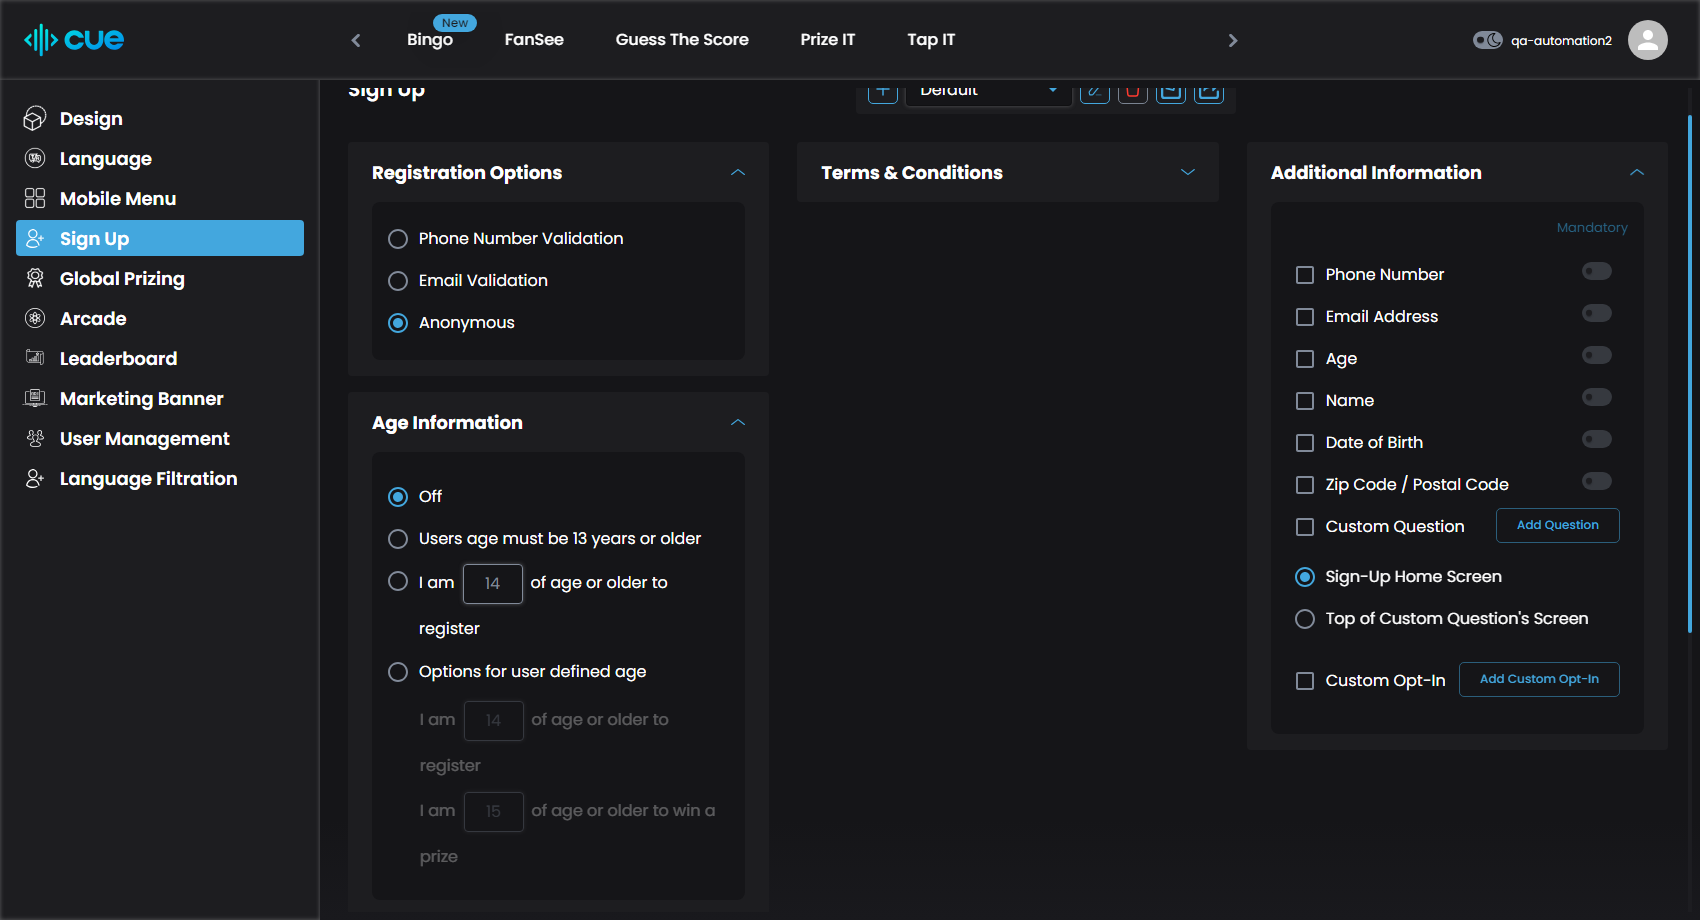 cue
New
Bingo
FanSee
Guess The Score
Prize IT
Tap IT
qa-automation2
Design
Language
Mobile Menu
Sign Up
Global Prizing
Arcade
Leaderboard
Marketing Banner
User Management
Language Filtration
Sign Up
Default
Registration Options
Phone Number Validation
Email Validation
Anonymous
Age Information
Off
Users age must be 13 years or older
I am 14 of age or older to
register
Options for user defined age
I am 14 of age or older to
register
I am 15 of age or older to win a
prize
Terms & Conditions
Additional Information
Mandatory
Phone Number
Email Address
Age
Name
Date of Birth
Zip Code / Postal Code
Custom Question
Add Question
Sign-Up Home Screen
Top of Custom Question's Screen
Custom Opt-In
Add Custom Opt-In